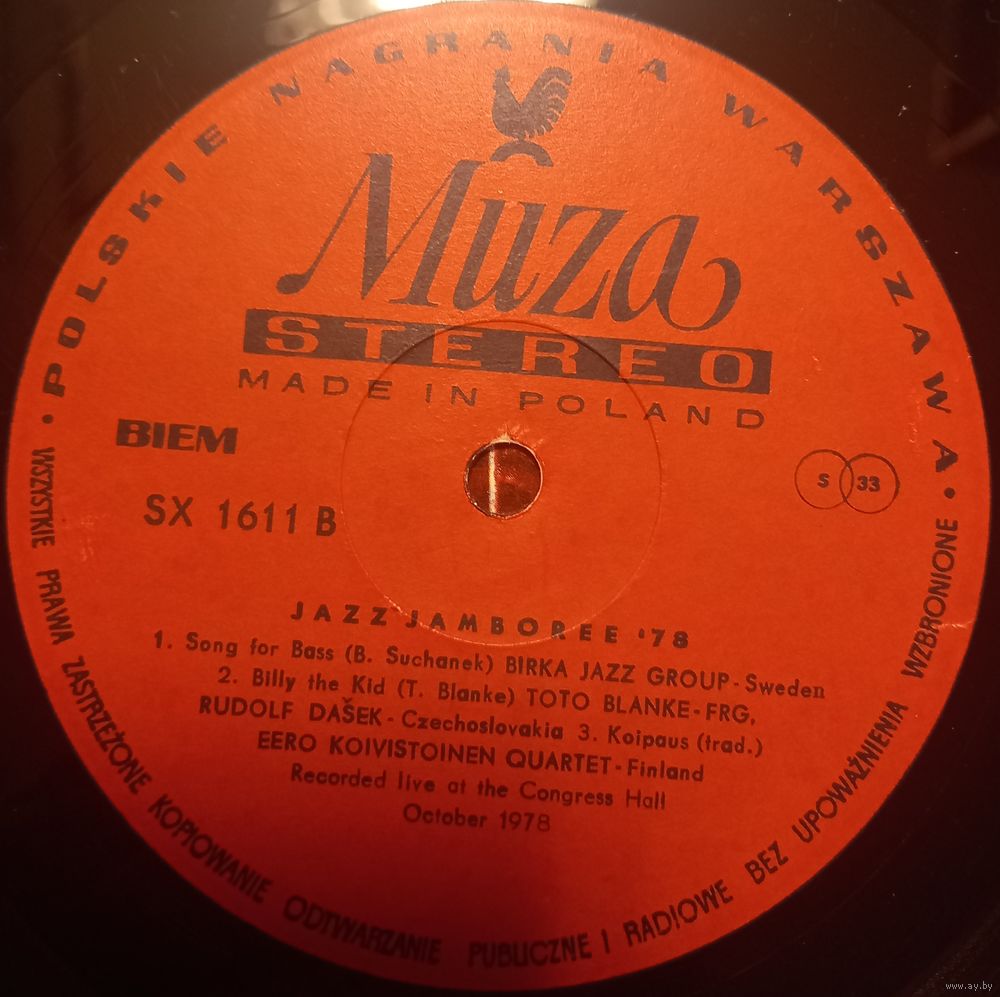 POLSKIE NAGRANIA WARSZAWA
Muza
STEREO
MADE IN POLAND
BIEM
S 33
SX 1611 B
JAZZ JAMBOREE '78
1. Song for Bass (B. Suchanek) BIRKA JAZZ GROUP - Sweden
2. Billy the Kid (T. Blanke) TOTO BLANKE - FRG,
RUDOLF DAŠEK - Czechoslovakia 3. Koipaus (trad.)
EERO KOIVISTOINEN QUARTET - Finland
Recorded live at the Congress Hall
October 1978
• WSZYSTKIE PRAWA ZASTRZEŻONE KOPIOWANIE ODTWARZANIE PUBLICZNE I RADIOWE BEZ UPOWAŻNIENIA WZBRONIONE •
www.ay.by